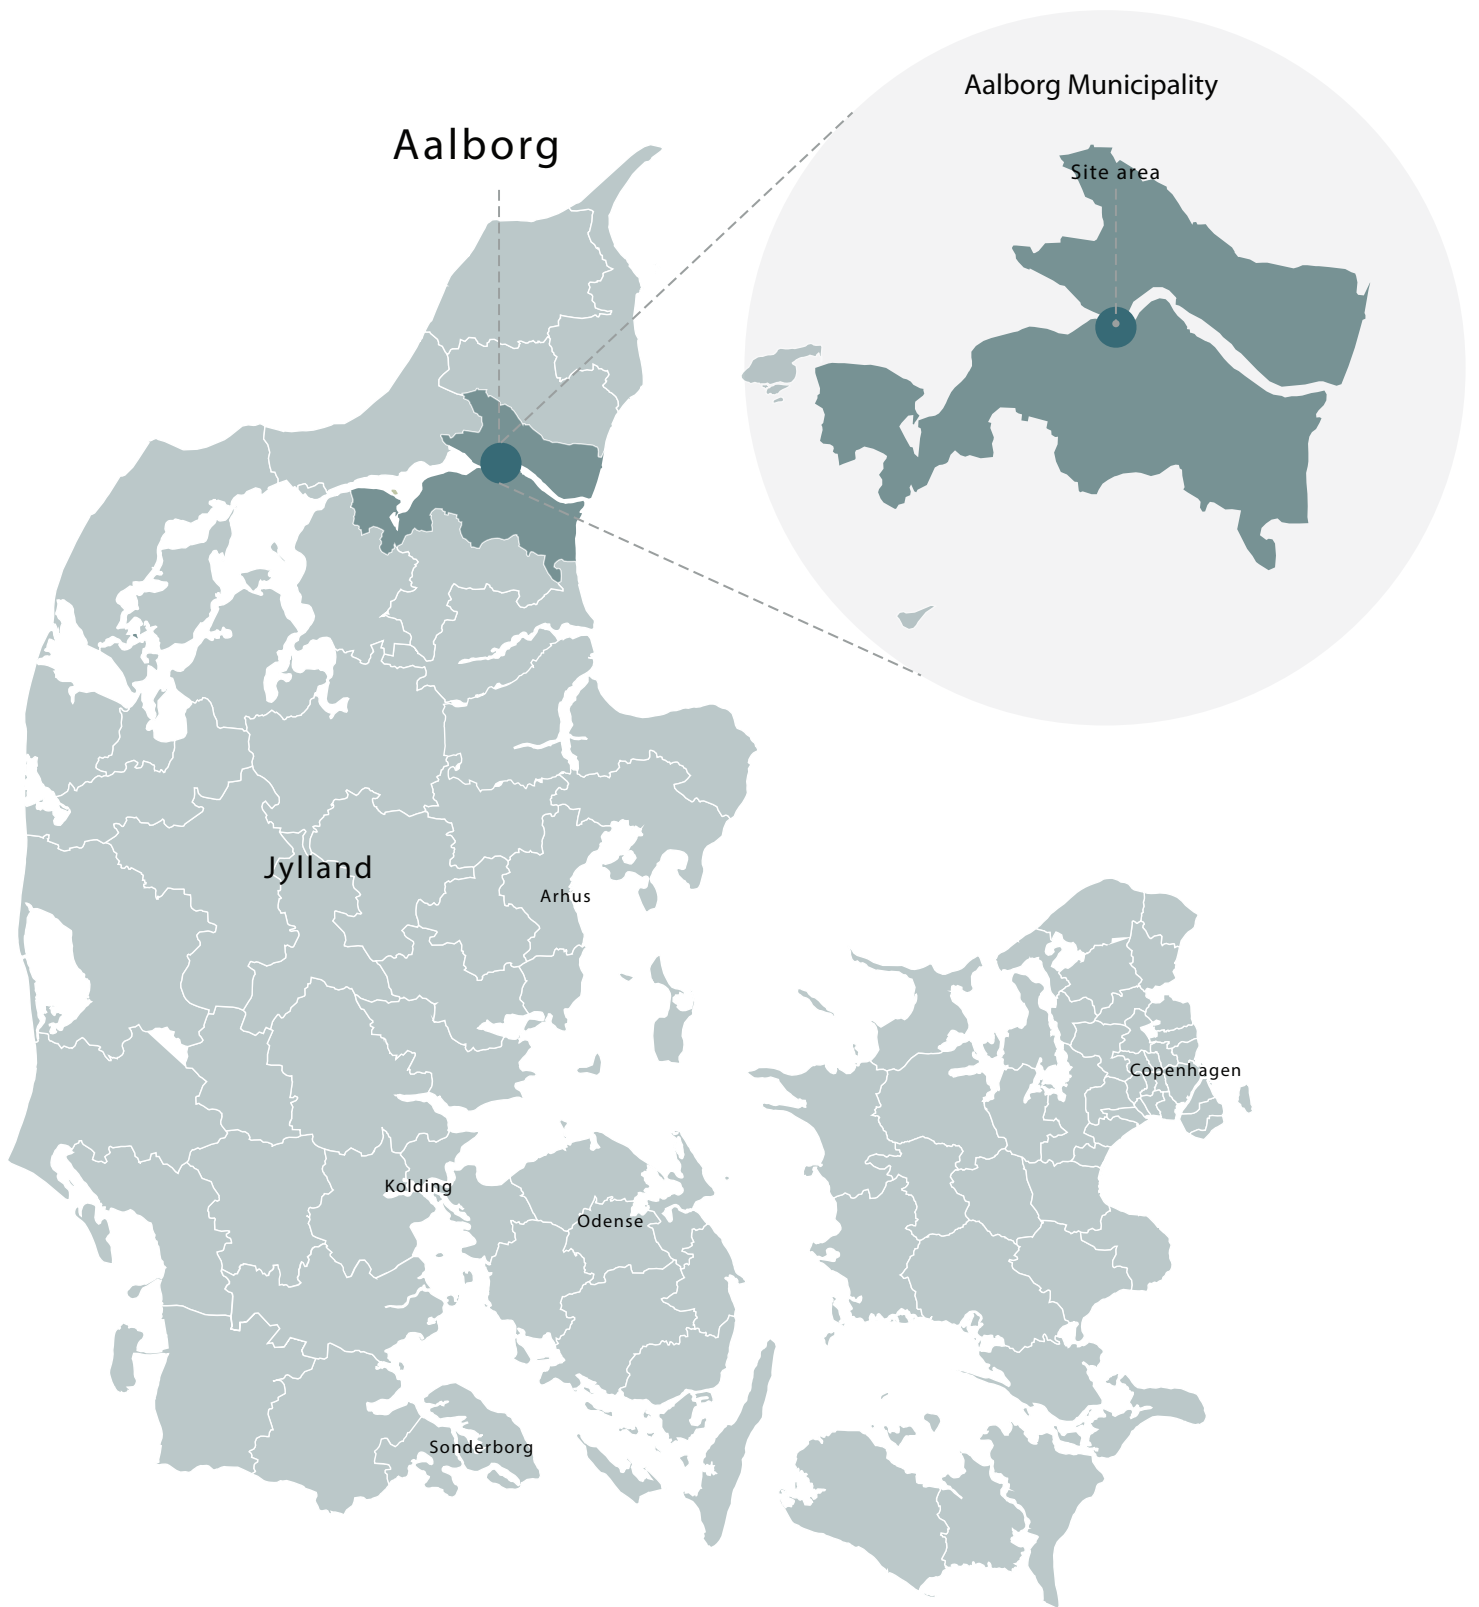 Aalborg Municipality
Aalborg
Site area
Jylland
Arhus
Copenhagen
Kolding
Odense
Sonderborg